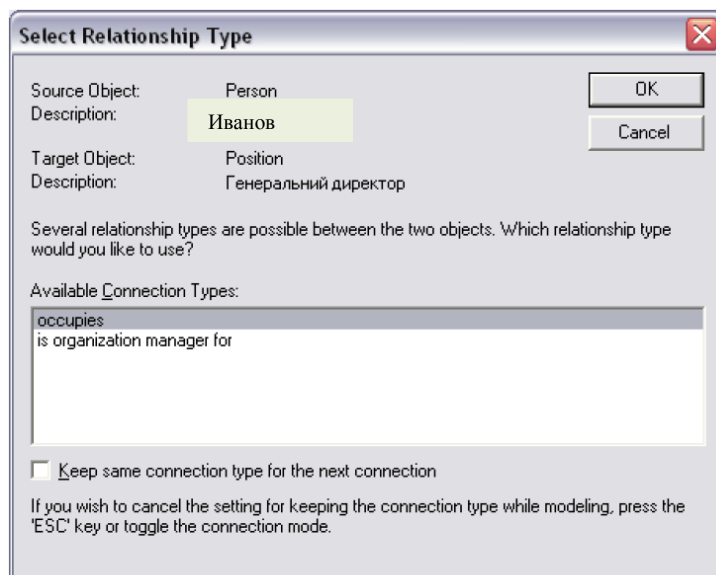 Select Relationship Type
Source Object: Person
Description: Иванов
Target Object: Position
Description: Генеральний директор
OK
Cancel
Several relationship types are possible between the two objects. Which relationship type
would you like to use?
Available Connection Types:
occupies
is organization manager for
Keep same connection type for the next connection
If you wish to cancel the setting for keeping the connection type while modeling, press the
'ESC' key or toggle the connection mode.